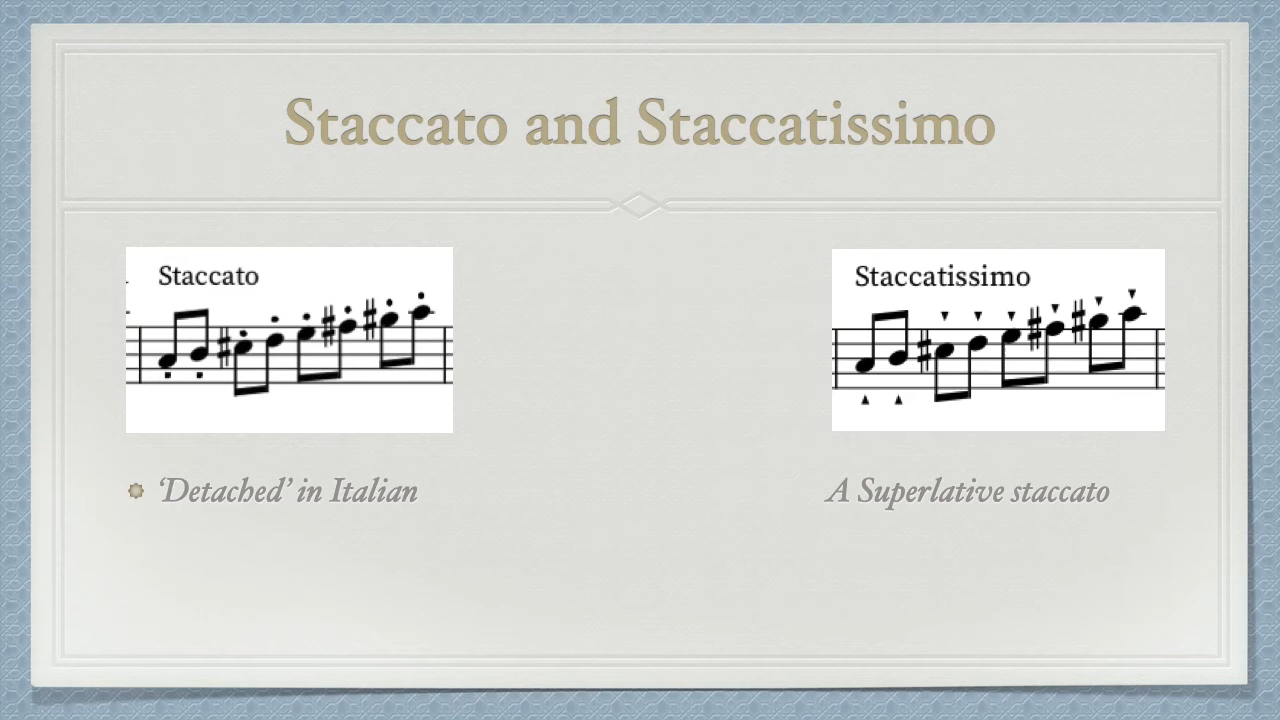 Staccato and Staccatissimo
Staccato
Staccatissimo
‘Detached’ in Italian
A Superlative staccato